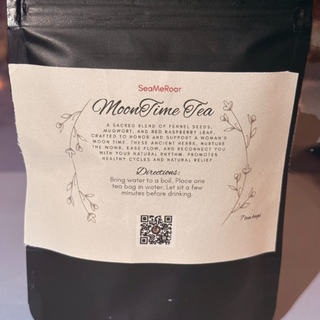 SeaMeRoar
MoonTime Tea
A SACRED BLEND OF FENNEL SEEDS,
MUGWORT, AND RED RASPBERRY LEAF,
CRAFTED TO HONOR AND SUPPORT A WOMAN'S
MOON TIME. THESE ANCIENT HERBS, NURTURE
THE WOMB, EASE FLOW, AND RECONNECT YOU
WITH YOUR NATURAL RHYTHM. PROMOTES
HEALTHY CYCLES AND NATURAL RELIEF.
Directions:
Bring water to a boil. Place one
tea bag in water. Let sit a few
minutes before drinking.
7 tea bags